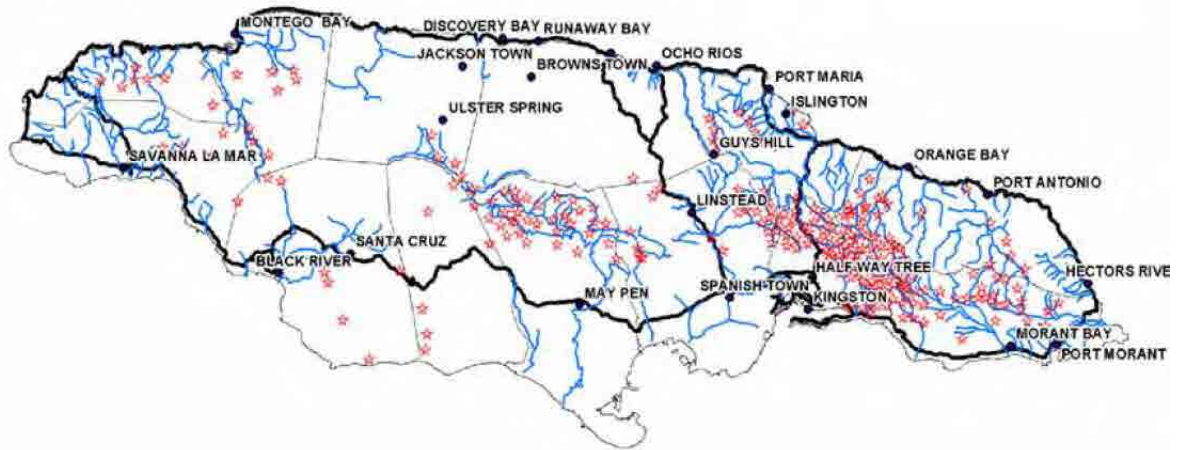 MONTEGO BAY
DISCOVERY BAY
RUNAWAY BAY
JACKSON TOWN
BROWNS TOWN
OCHO RIOS
PORT MARIA
ISLINGTON
ULSTER SPRING
GUYS HILL
SAVANNA LA MAR
ORANGE BAY
PORT ANTONIO
LINSTEAD
SANTA CRUZ
BLACK RIVER
HALF WAY TREE
HECTORS RIVE
MAY PEN
SPANISH TOWN
KINGSTON
MORANT BAY
PORT MORANT